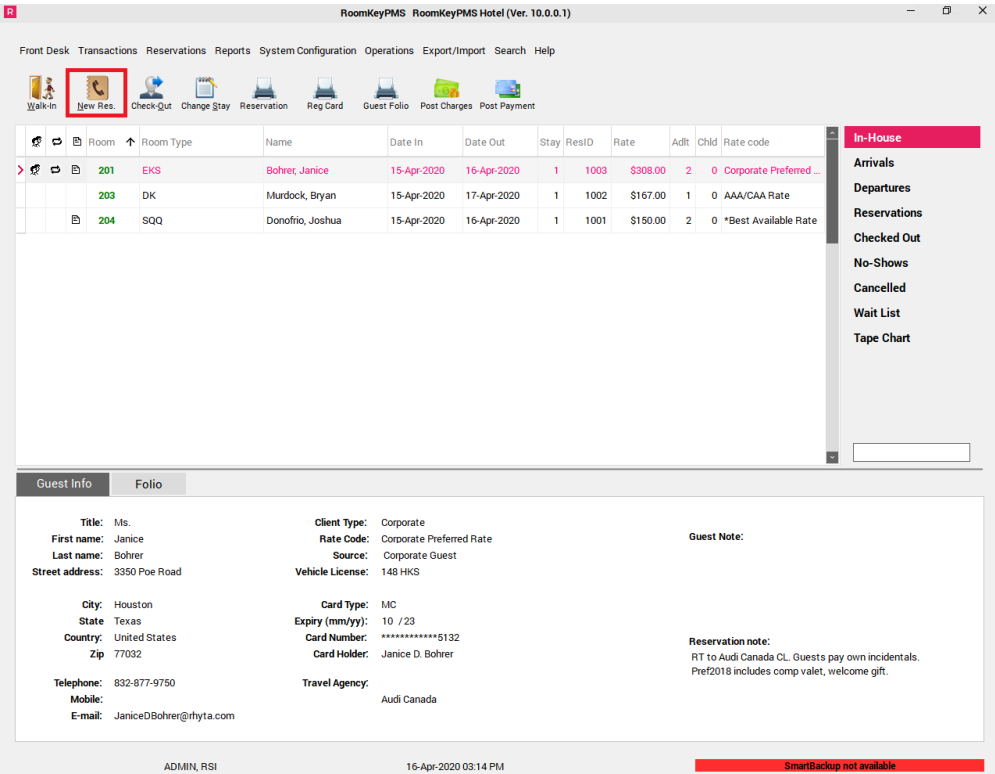 R RoomKeyPMS RoomKeyPMS Hotel (Ver. 10.0.0.1)
Front Desk Transactions Reservations Reports System Configuration Operations Export/Import Search Help
Walk-In New Res. Check-Out Change Stay Reservation Reg Card Guest Folio Post Charges Post Payment
Room Room Type Name Date In Date Out Stay ResID Rate Adlt Chld Rate code
201 EKS Bohrer, Janice 15-Apr-2020 16-Apr-2020 1 1003 $308.00 2 0 Corporate Preferred ...
203 DK Murdock, Bryan 15-Apr-2020 17-Apr-2020 1 1002 $167.00 1 0 AAA/CAA Rate
204 SQQ Donofrio, Joshua 15-Apr-2020 16-Apr-2020 1 1001 $150.00 2 0 *Best Available Rate
In-House
Arrivals
Departures
Reservations
Checked Out
No-Shows
Cancelled
Wait List
Tape Chart
Guest Info Folio
Title: Ms.
First name: Janice
Last name: Bohrer
Street address: 3350 Poe Road
City: Houston
State Texas
Country: United States
Zip 77032
Telephone: 832-877-9750
Mobile:
E-mail: JaniceDBohrer@rhyta.com
Client Type: Corporate
Rate Code: Corporate Preferred Rate
Source: Corporate Guest
Vehicle License: 148 HKS
Card Type: MC
Expiry (mm/yy): 10 /23
Card Number: ************5132
Card Holder: Janice D. Bohrer
Travel Agency:
Audi Canada
Guest Note:
Reservation note:
RT to Audi Canada CL. Guests pay own incidentals.
Pref2018 includes comp valet, welcome gift.
ADMIN, RSI 16-Apr-2020 03:14 PM SmartBackup not available